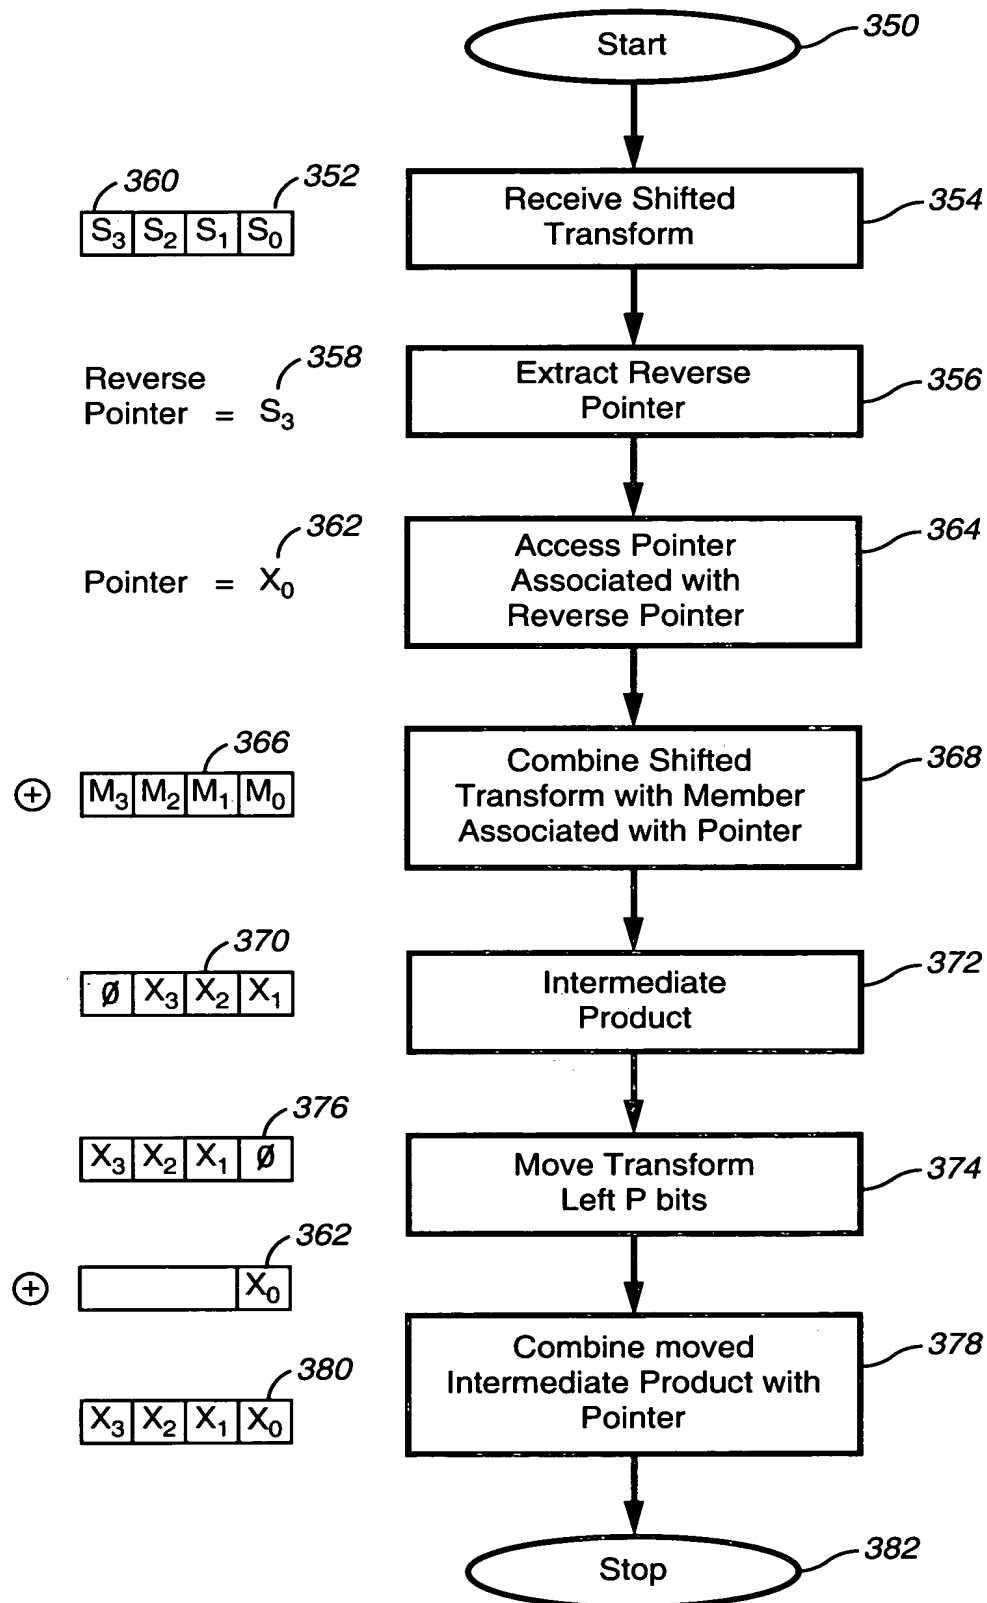 Start
350
360
352
S₃ S₂ S₁ S₀
Receive Shifted
Transform
354
Reverse
Pointer = S₃
358
Extract Reverse
Pointer
356
Pointer = X₀
362
Access Pointer
Associated with
Reverse Pointer
364
366
⊕ M₃ M₂ M₁ M₀
Combine Shifted
Transform with Member
Associated with Pointer
368
370
Ø X₃ X₂ X₁
Intermediate
Product
372
376
X₃ X₂ X₁ Ø
Move Transform
Left P bits
374
362
⊕ X₀
380
X₃ X₂ X₁ X₀
Combine moved
Intermediate Product with
Pointer
378
Stop
382